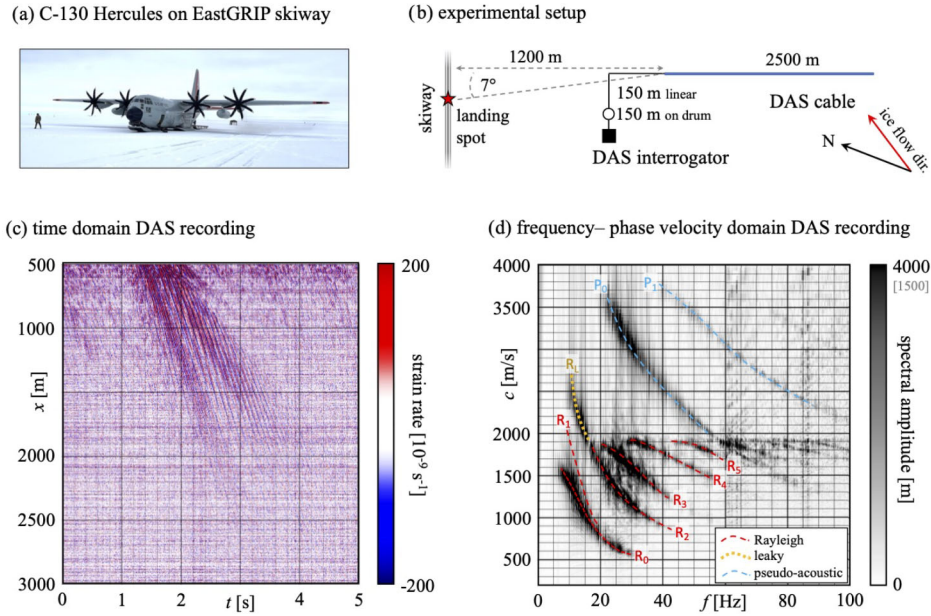 (a) C-130 Hercules on EastGRIP skiway
(b) experimental setup
1200 m
2500 m
7°
150 m linear
150 m on drum
skiway
landing
spot
DAS cable
DAS interrogator
N
ice flow dir.
(c) time domain DAS recording
500
1000
1500
2000
2500
3000
x [m]
0
1
2
3
4
5
t [s]
200
-200
strain rate [10⁻⁹ s⁻¹]
(d) frequency– phase velocity domain DAS recording
4000
3500
2000
1500
1000
500
c [m/s]
P₀
P₁
R_L
R₁
R₅
R₄
R₃
R₂
R₀
Rayleigh
leaky
pseudo-acoustic
0
20
40
60
80
100
f [Hz]
4000
[1500]
0
spectral amplitude [m]